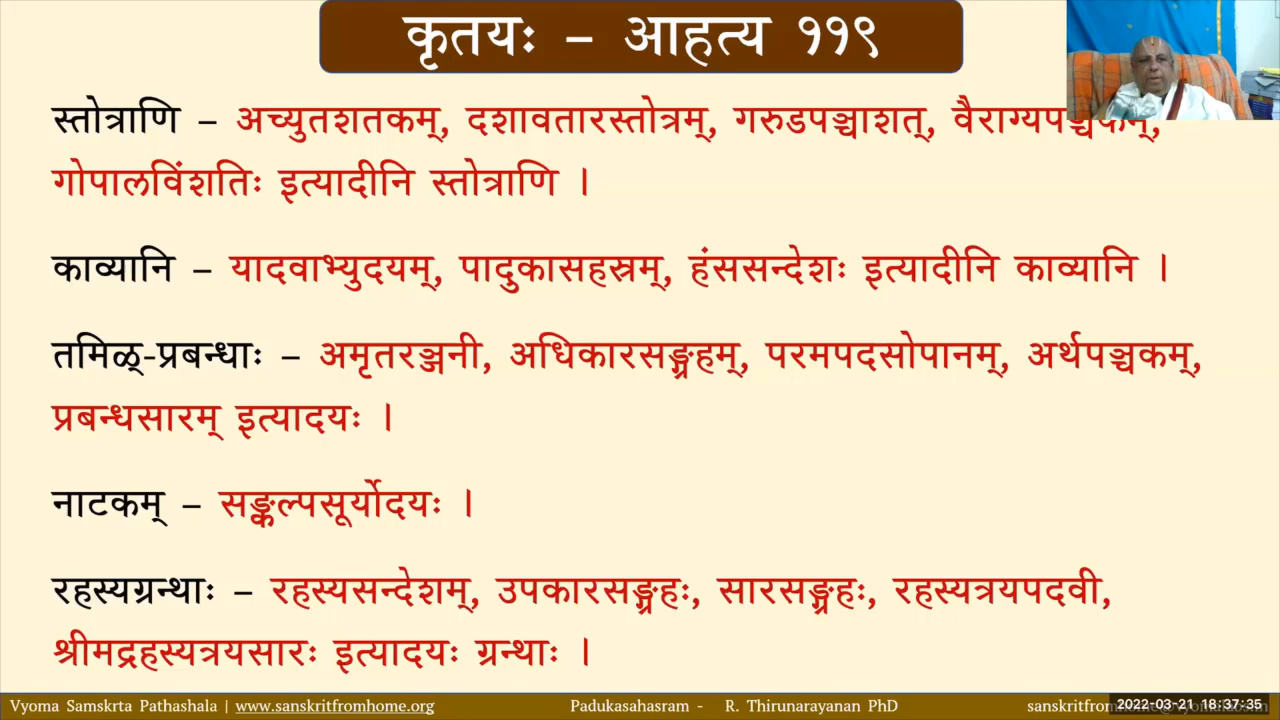 कृतयः – आहत्य ११९
स्तोत्राणि – अच्युतशतकम्, दशावतारस्तोत्रम्, गरुडपञ्चाशत्, वैराग्यपञ्चकम्,
गोपालविंशतिः इत्यादीनि स्तोत्राणि ।
काव्यानि – यादवाभ्युदयम्, पादुकासहस्रम्, हंससन्देशः इत्यादीनि काव्यानि ।
तमिळ्-प्रबन्धाः – अमृतरञ्जनी, अधिकारसङ्ग्रहम्, परमपदसोपानम्, अर्थपञ्चकम्,
प्रबन्धसारम् इत्यादयः ।
नाटकम् – सङ्कल्पसूर्योदयः ।
रहस्यग्रन्थाः – रहस्यसन्देशम्, उपकारसङ्ग्रहः, सारसङ्ग्रहः, रहस्यत्रयपदवी,
श्रीमद्रहस्यत्रयसारः इत्यादयः ग्रन्थाः ।
Vyoma Samskrta Pathashala | www.sanskritfromhome.org Padukasahasram - R. Thirunarayanan PhD
2022-03-21 18:37:35